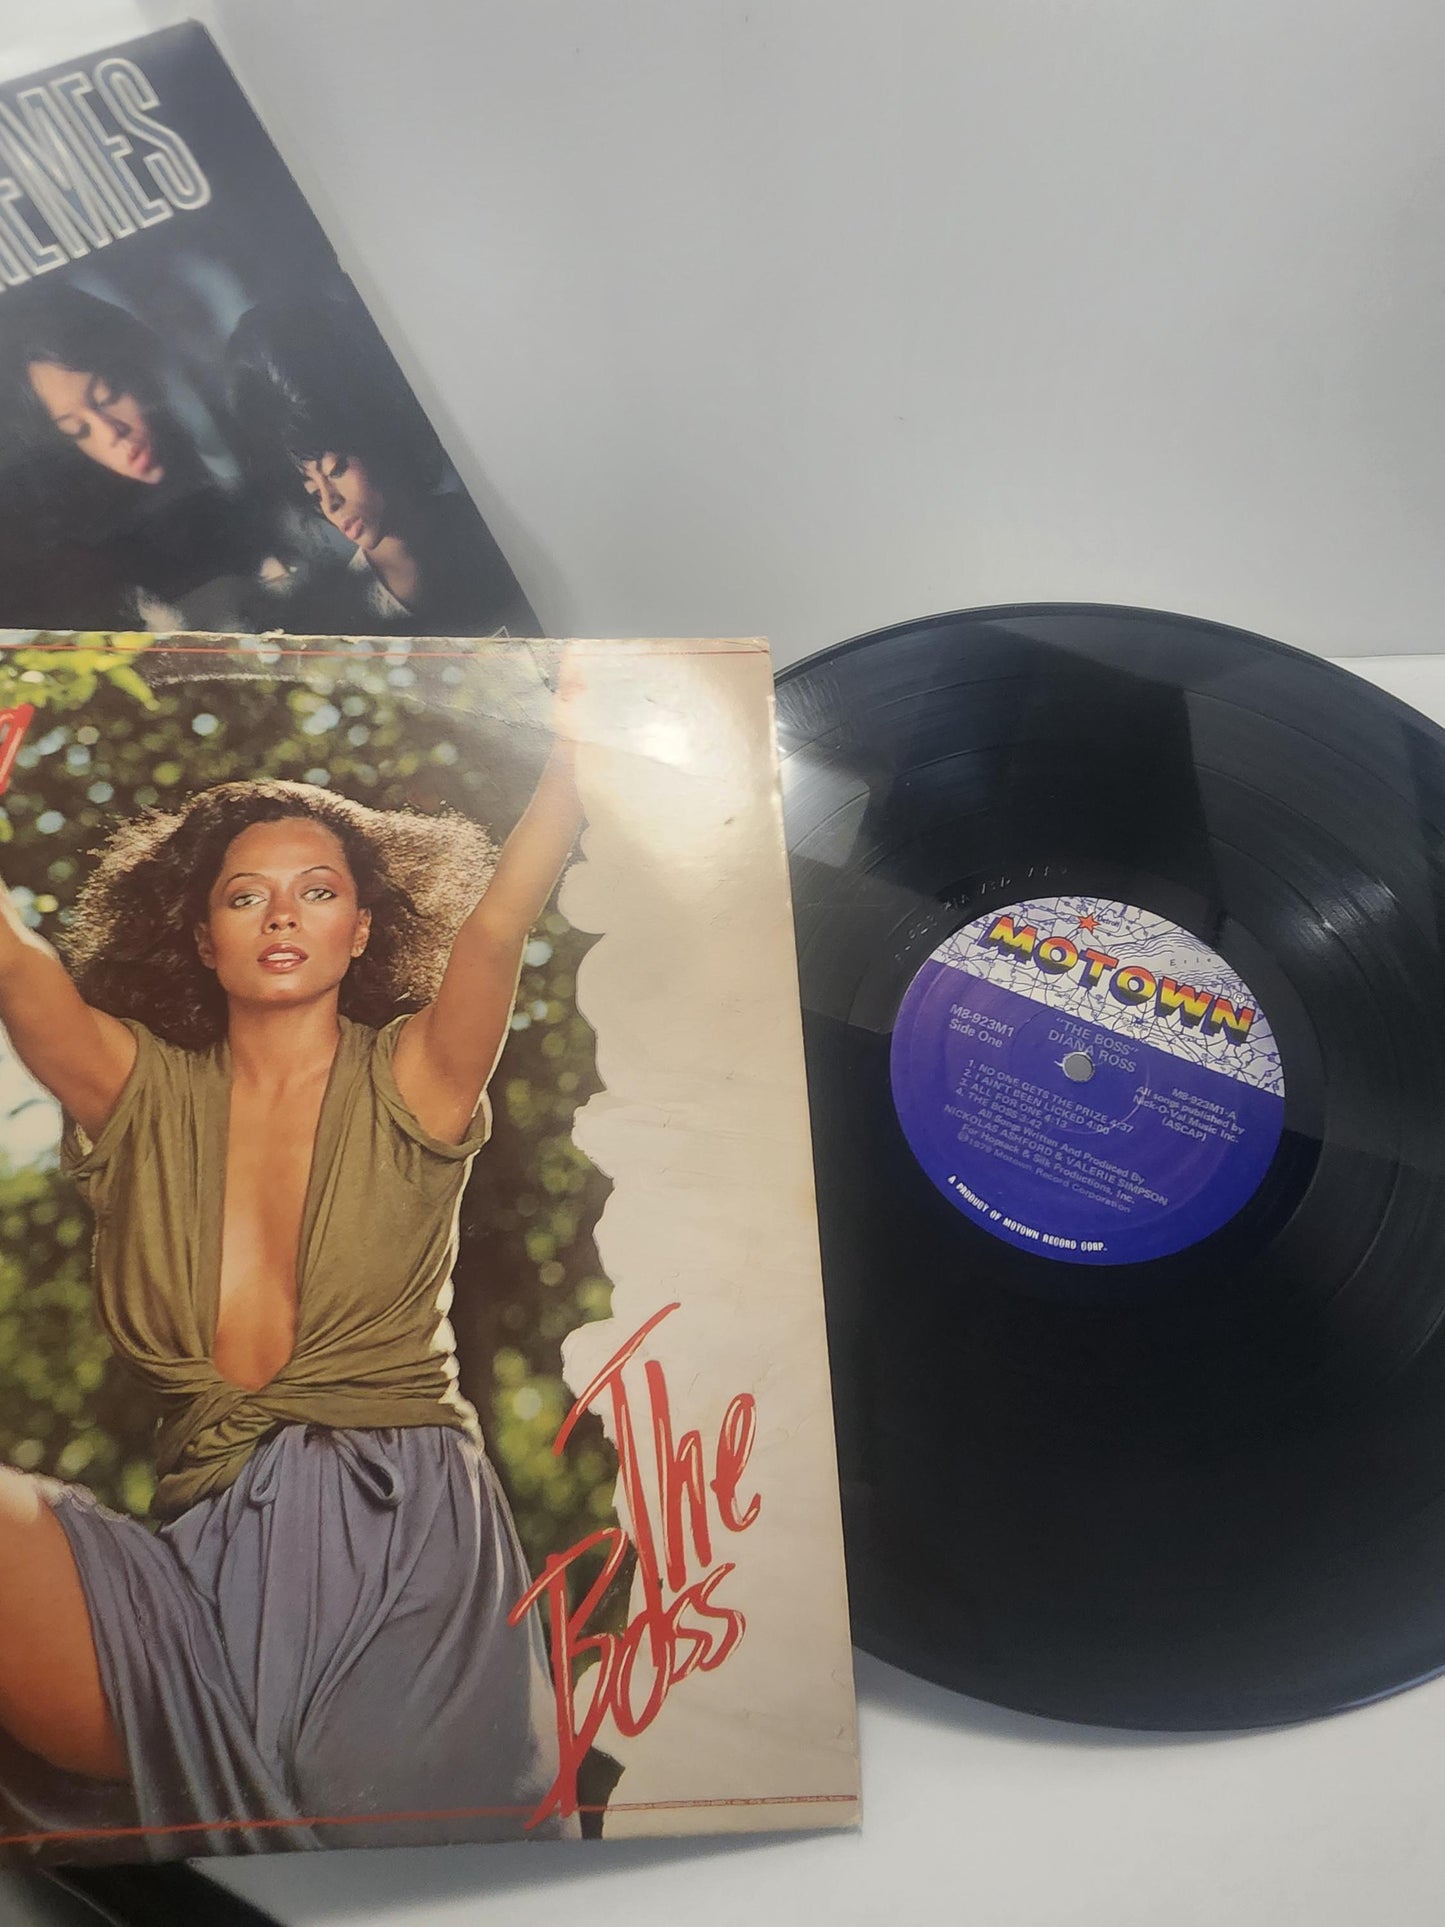 The
Boss
MOTOWN
Erie
M8-923M1
Side One
"THE BOSS"
DIANA ROSS
M8-923M1-A
All songs published by
Nick-O-Val Music Inc.
(ASCAP)
1. NO ONE GETS THE PRIZE 4:37
2. I AIN'T BEEN LICKED 4:00
3. ALL FOR ONE 4:13
4. THE BOSS 3:42
All Songs Written And Produced By
NICKOLAS ASHFORD & VALERIE SIMPSON
For Hopsack & Silk Productions, Inc.
℗1979 Motown Record Corporation
A PRODUCT OF MOTOWN RECORD CORP.